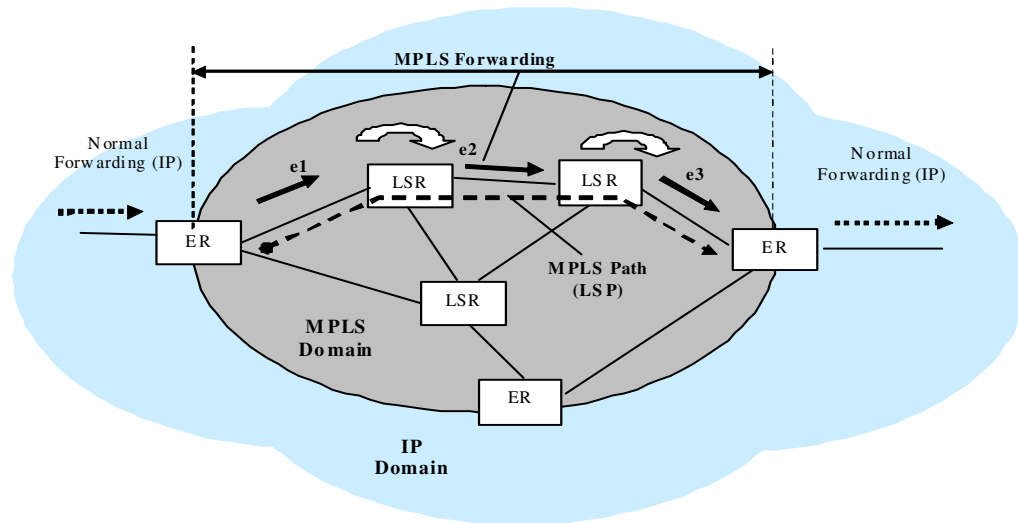 MPLS Forwarding
Normal
Forwarding (IP)
Normal
Forwarding (IP)
e1
e2
e3
LSR
LSR
ER
ER
MPLS Path
(LSP)
LSR
MPLS
Domain
ER
IP
Domain